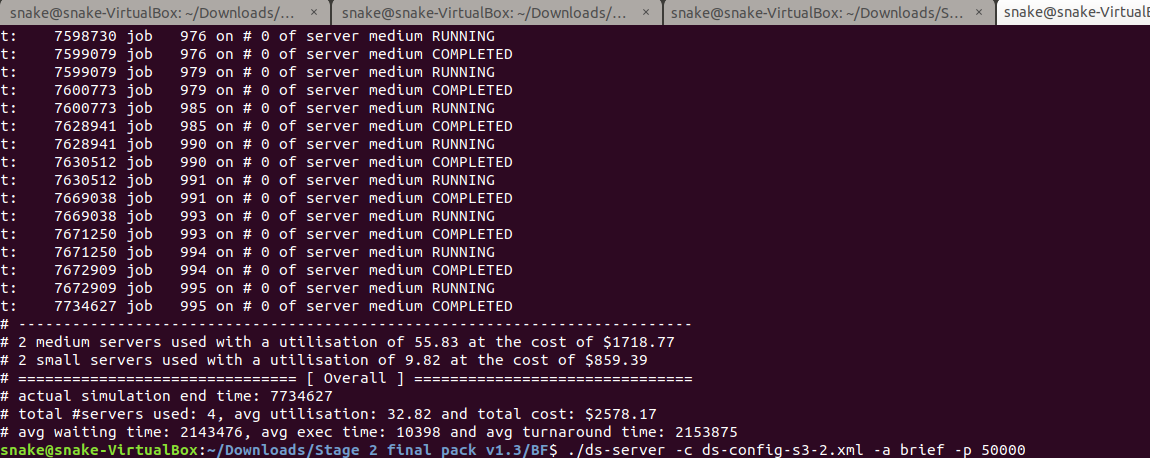 snake@snake-VirtualBox: ~/Downloads/... × snake@snake-VirtualBox: ~/Downloads/... × snake@snake-VirtualBox: ~/Downloads/S... × snake@snake-VirtualB
t:    7598730 job   976 on # 0 of server medium RUNNING
t:    7599079 job   976 on # 0 of server medium COMPLETED
t:    7599079 job   979 on # 0 of server medium RUNNING
t:    7600773 job   979 on # 0 of server medium COMPLETED
t:    7600773 job   985 on # 0 of server medium RUNNING
t:    7628941 job   985 on # 0 of server medium COMPLETED
t:    7628941 job   990 on # 0 of server medium RUNNING
t:    7630512 job   990 on # 0 of server medium COMPLETED
t:    7630512 job   991 on # 0 of server medium RUNNING
t:    7669038 job   991 on # 0 of server medium COMPLETED
t:    7669038 job   993 on # 0 of server medium RUNNING
t:    7671250 job   993 on # 0 of server medium COMPLETED
t:    7671250 job   994 on # 0 of server medium RUNNING
t:    7672909 job   994 on # 0 of server medium COMPLETED
t:    7672909 job   995 on # 0 of server medium RUNNING
t:    7734627 job   995 on # 0 of server medium COMPLETED
# ---------------------------------------------------------------------------
# 2 medium servers used with a utilisation of 55.83 at the cost of $1718.77
# 2 small servers used with a utilisation of 9.82 at the cost of $859.39
# =============================== [ Overall ] ===============================
# actual simulation end time: 7734627
# total #servers used: 4, avg utilisation: 32.82 and total cost: $2578.17
# avg waiting time: 2143476, avg exec time: 10398 and avg turnaround time: 2153875
snake@snake-VirtualBox:~/Downloads/Stage 2 final pack v1.3/BF$ ./ds-server -c ds-config-s3-2.xml -a brief -p 50000